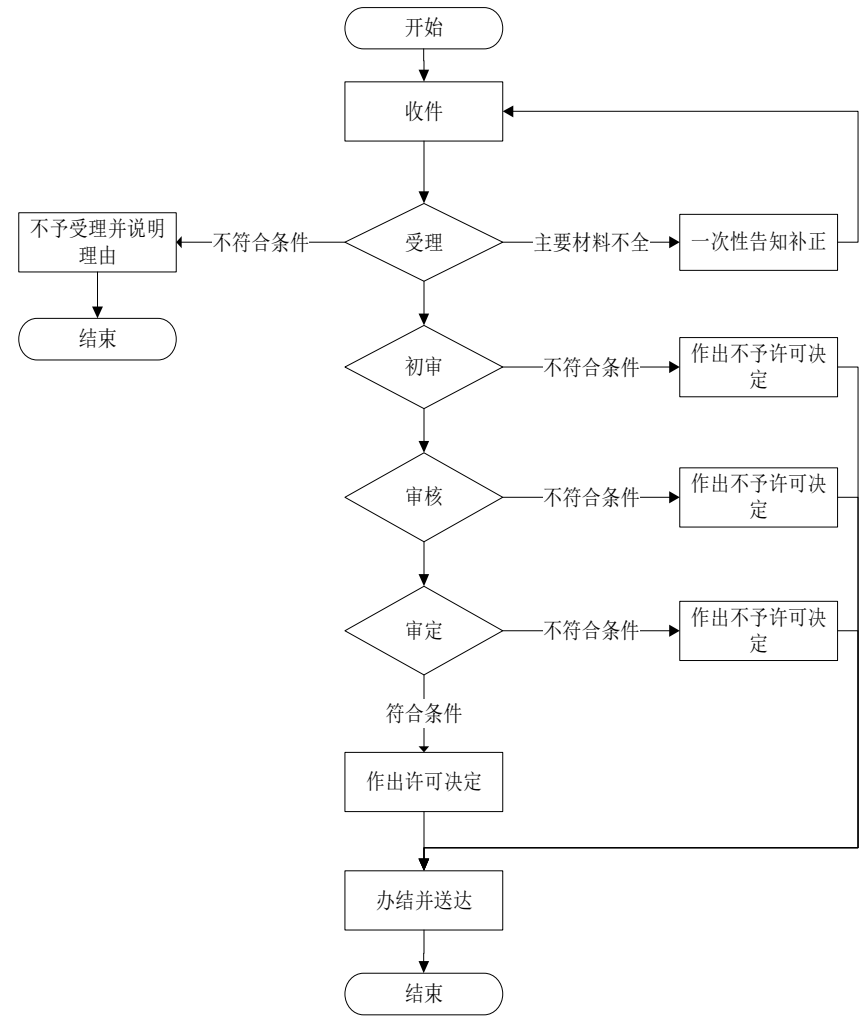 开始
收件
不予受理并说明
理由
不符合条件
受理
主要材料不全
一次性告知补正
结束
初审
不符合条件
作出不予许可决
定
审核
不符合条件
作出不予许可决
定
审定
不符合条件
作出不予许可决
定
符合条件
作出许可决定
办结并送达
结束